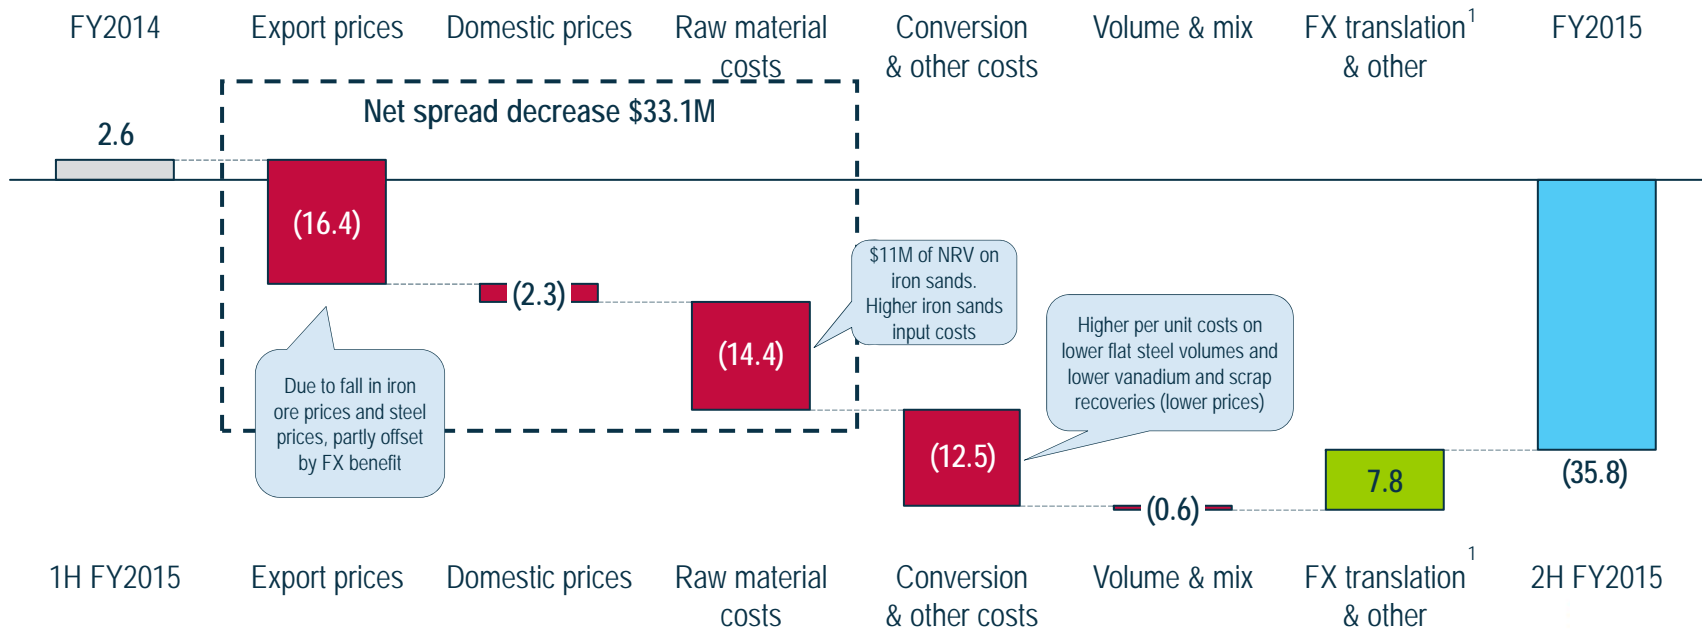 FY2014 Export prices Domestic prices Raw material Conversion Volume & mix FX translation¹ FY2015
costs & other costs & other
Net spread decrease $33.1M
2.6
(16.4)
$11M of NRV on
iron sands.
Higher iron sands
input costs
(2.3)
Higher per unit costs on
lower flat steel volumes and
lower vanadium and scrap
recoveries (lower prices)
(14.4)
Due to fall in iron
ore prices and steel
prices, partly offset
by FX benefit
(12.5)
(0.6)
7.8
(35.8)
1H FY2015 Export prices Domestic prices Raw material Conversion Volume & mix FX translation¹ 2H FY2015
costs & other costs & other